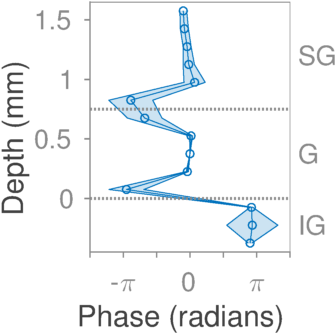 1.5
SG
1
Depth (mm)
0.5
G
0
IG
-π 0 π
Phase (radians)